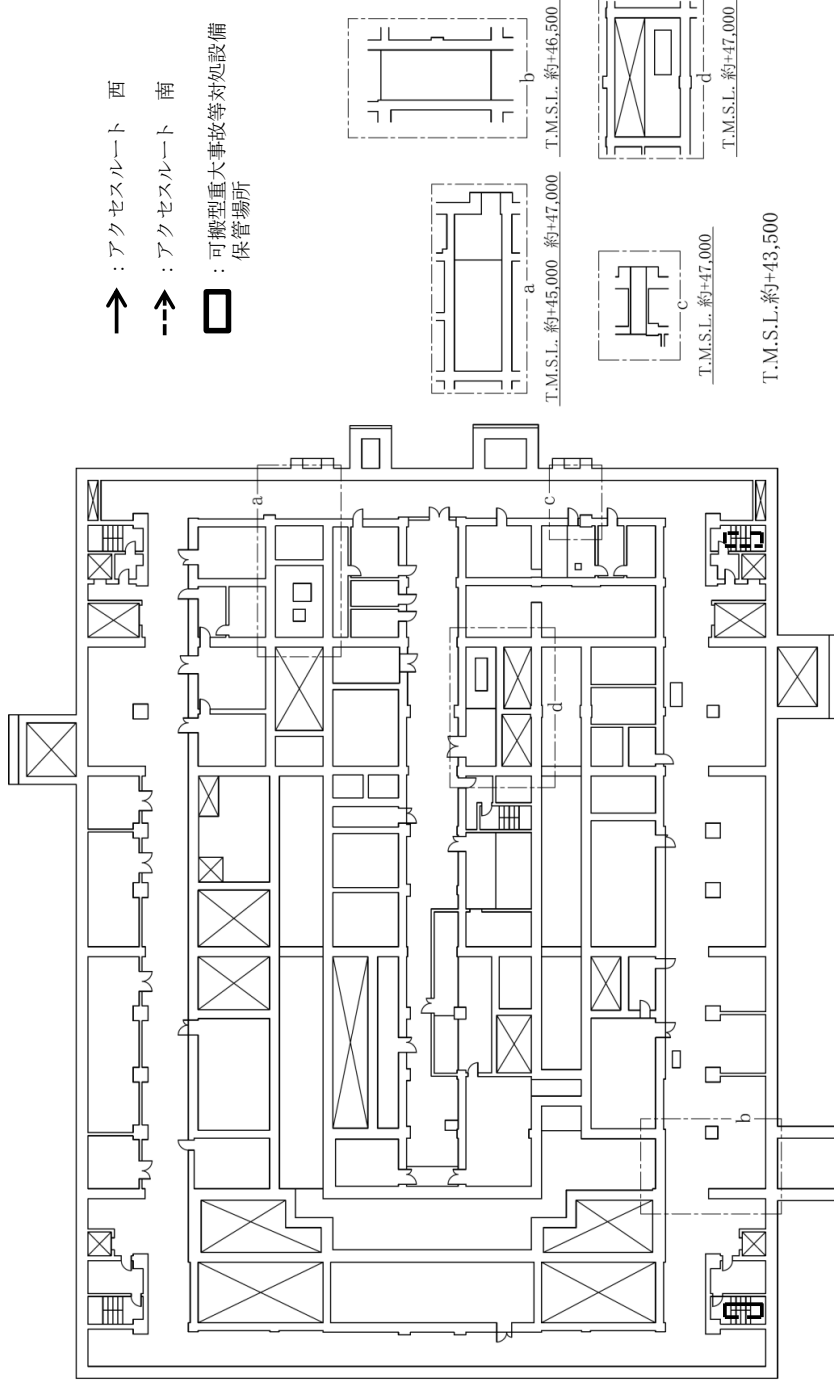 ：アクセスルート　西
：アクセスルート　南
：可搬型重大事故等対処設備
保管場所
a
T.M.S.L. 約+45,000　約+47,000
b
T.M.S.L. 約+46,500
c
T.M.S.L. 約+47,000
d
T.M.S.L. 約+47,000
T.M.S.L.約+43,500
a
c
d
b